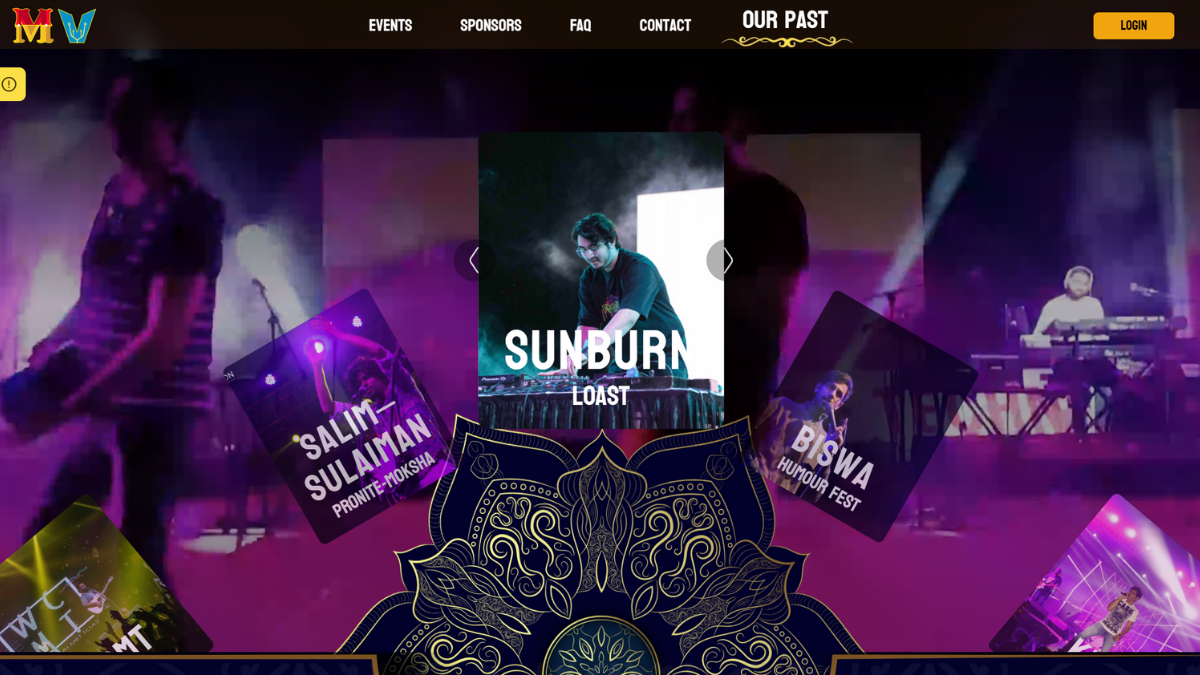 MV
EVENTS
SPONSORS
FAQ
CONTACT
OUR PAST
LOGIN
SUNBURN
LOAST
SALIM–
SULAIMAN
PRONITE-MOKSHA
BISWA
HUMOUR FEST
MT